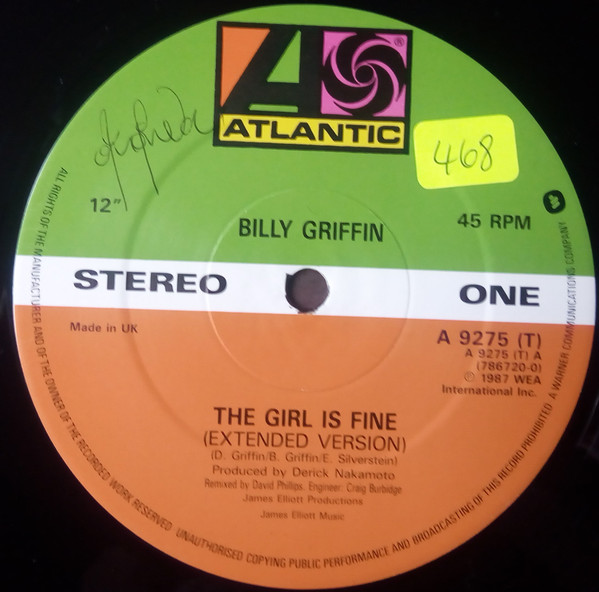 ATLANTIC
®
468
12"
BILLY GRIFFIN
45 RPM
STEREO
ONE
Made in UK
A 9275 (T)
A 9275 (T) A
(786720-0)
℗ 1987 WEA
International Inc.
THE GIRL IS FINE
(EXTENDED VERSION)
(D. Griffin/B. Griffin/E. Silverstein)
Produced by Derick Nakamoto
Remixed by David Phillips, Engineer: Craig Burbidge
James Elliott Productions
James Elliott Music
ALL RIGHTS OF THE MANUFACTURER AND OF THE OWNER OF THE RECORDED WORK RESERVED UNAUTHORISED COPYING PUBLIC PERFORMANCE AND BROADCASTING OF THIS RECORD PROHIBITED A WARNER COMMUNICATIONS COMPANY